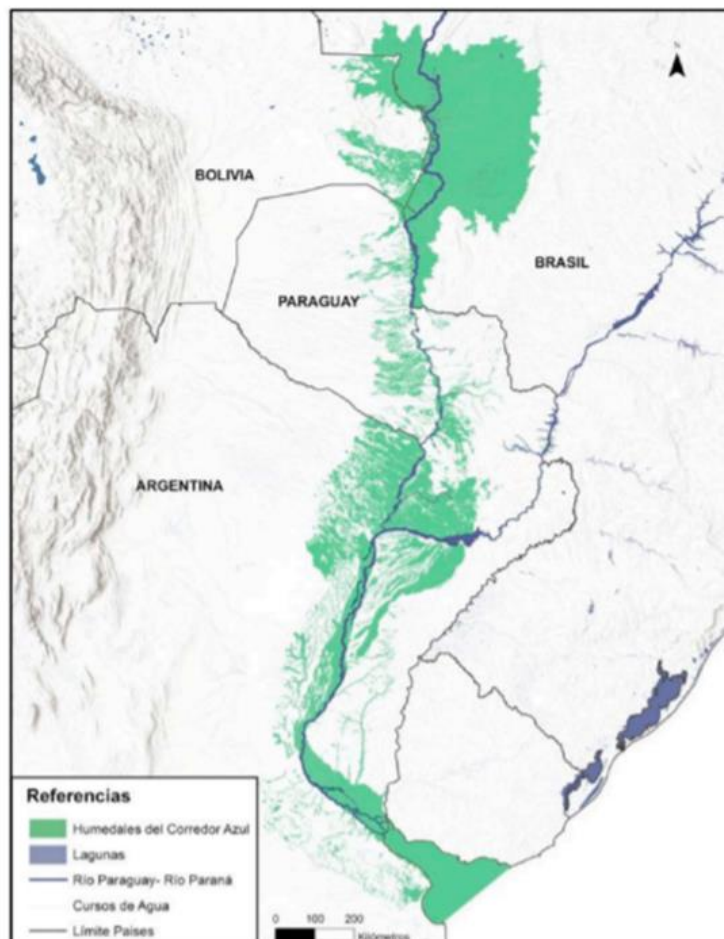 N
BOLIVIA
BRASIL
PARAGUAY
ARGENTINA
Referencias
Humedales del Corredor Azul
Lagunas
Río Paraguay- Río Paraná
Cursos de Agua
Límite Países
0 100 200
Kilómetros